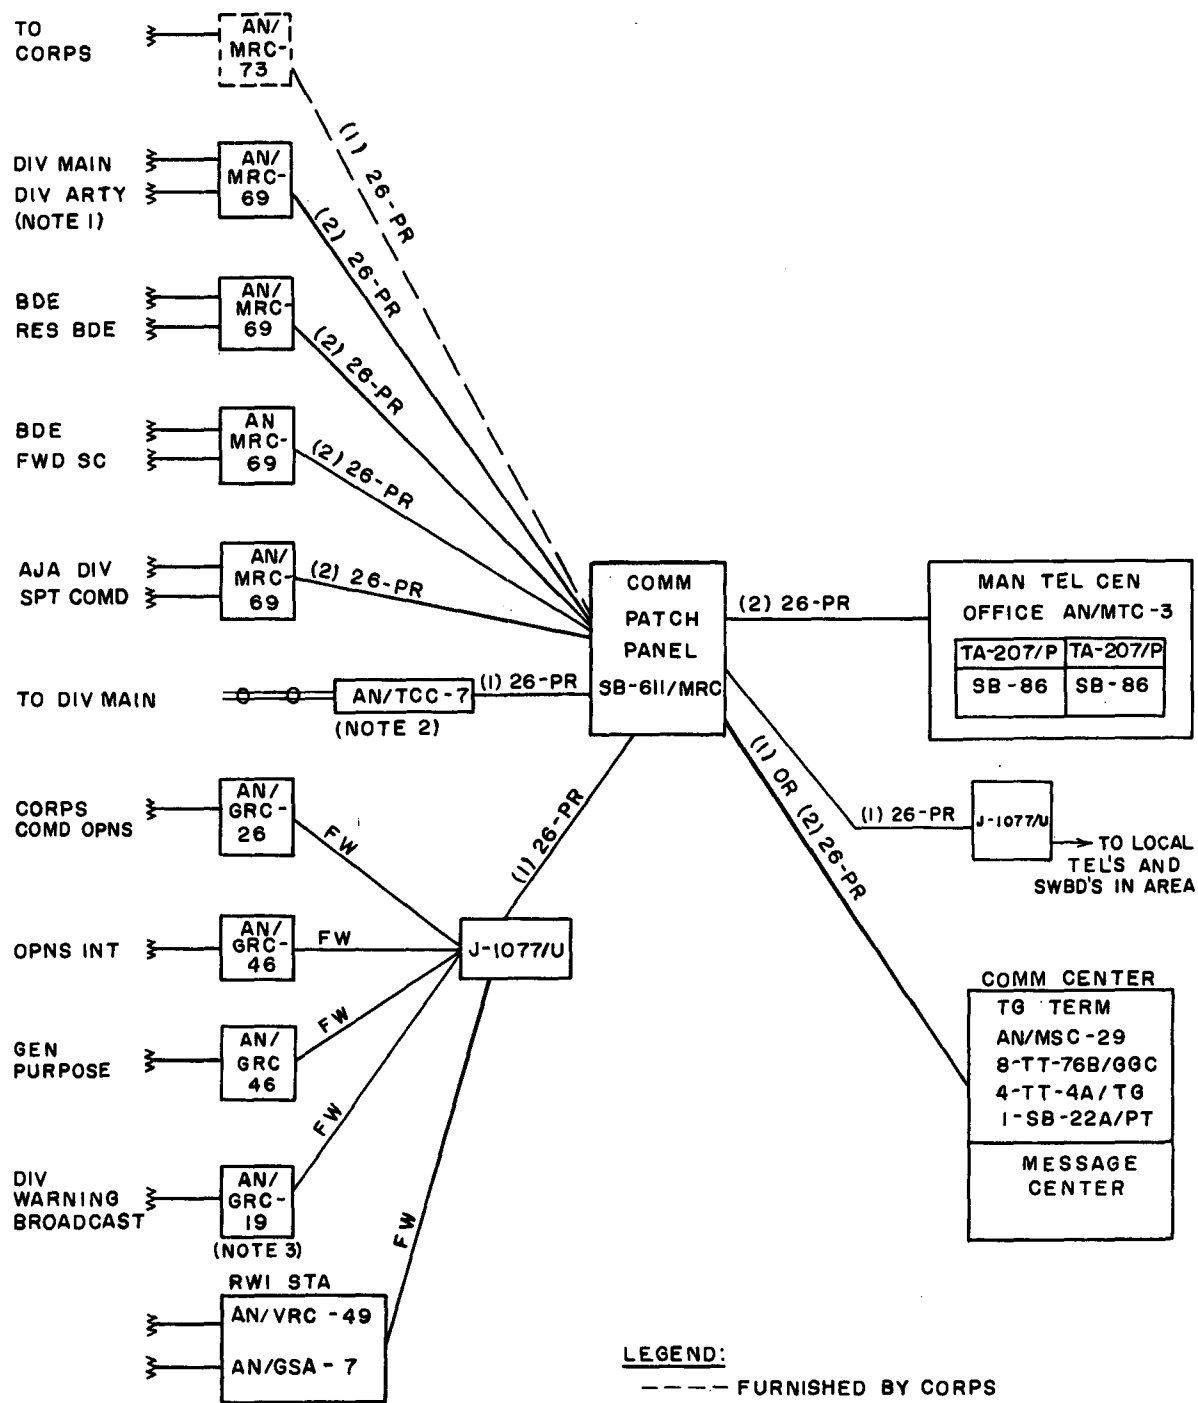 TO
CORPS
AN/
MRC-
73
(1) 26-PR
DIV MAIN
DIV ARTY
(NOTE 1)
AN/
MRC-
69
(2) 26-PR
BDE
RES BDE
AN/
MRC-
69
(2) 26-PR
BDE
FWD SC
AN
MRC-
69
(2) 26-PR
AJA DIV
SPT COMD
AN/
MRC-
69
(2) 26-PR
TO DIV MAIN
AN/TCC-7
(NOTE 2)
(1) 26-PR
COMM
PATCH
PANEL
SB-611/MRC
(2) 26-PR
MAN TEL CEN
OFFICE AN/MTC-3
TA-207/P TA-207/P
SB-86 SB-86
(1) 26-PR
J-1077/U
TO LOCAL
TEL'S AND
SWBD'S IN AREA
(1) OR (2) 26-PR
CORPS
COMD OPNS
AN/
GRC-
26
FW
(1) 26-PR
OPNS INT
AN/
GRC-
46
FW
J-1077/U
GEN
PURPOSE
AN/
GRC
46
FW
DIV
WARNING
BROADCAST
AN/
GRC-
19
(NOTE 3)
FW
RWI STA
AN/VRC-49
AN/GSA-7
FW
COMM CENTER
TG TERM
AN/MSC-29
8-TT-76B/GGC
4-TT-4A/TG
1-SB-22A/PT
MESSAGE
CENTER
LEGEND:
---- FURNISHED BY CORPS